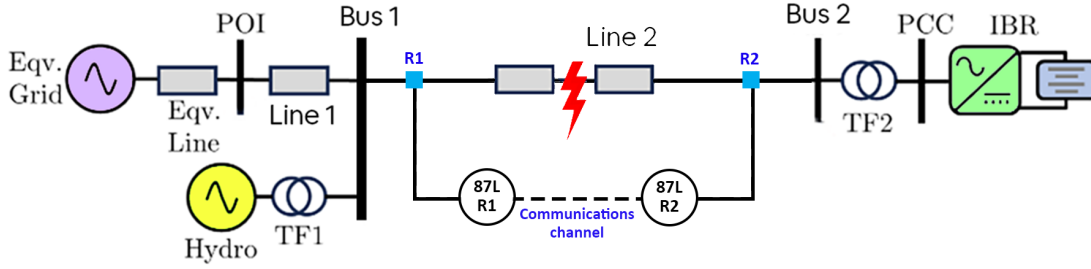 POI
Bus 1
Line 2
Bus 2
PCC
IBR
R1
R2
Eqv.
Grid
Eqv.
Line
Line 1
TF2
87L
R1
87L
R2
Communications
channel
Hydro
TF1